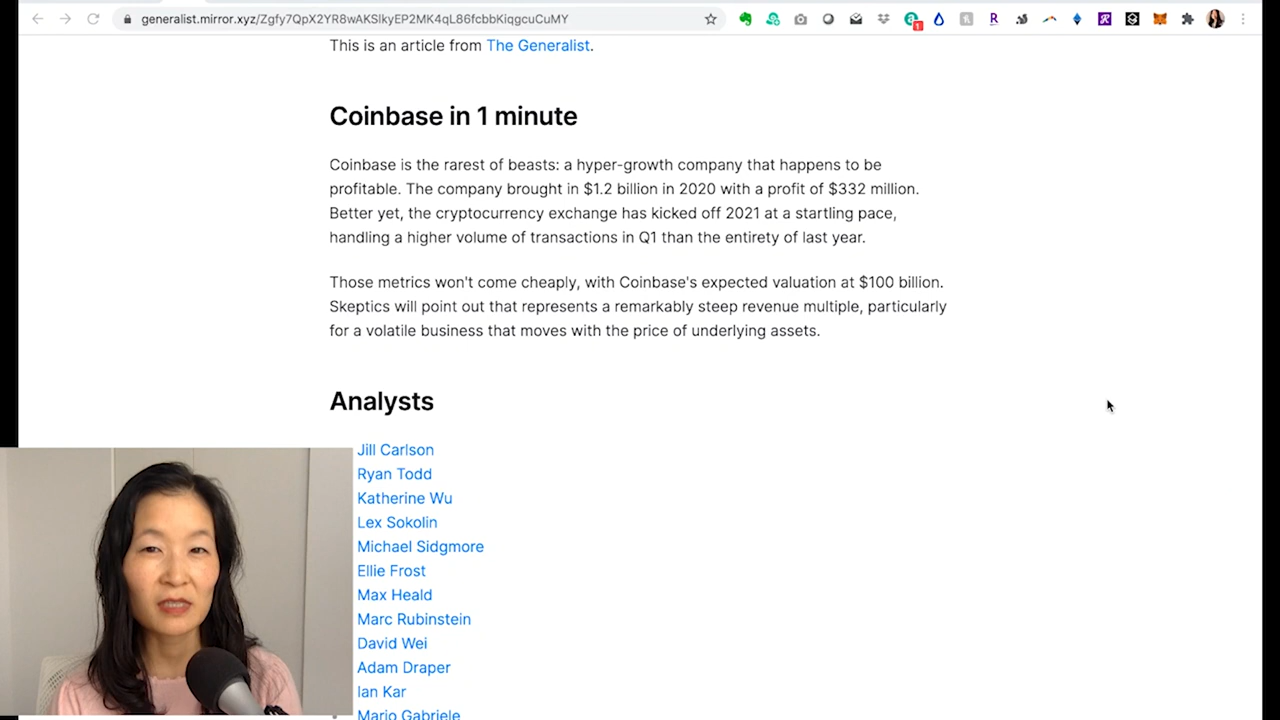 generalist.mirror.xyz/Zgfy7QpX2YR8wAKSlkyEP2MK4qL86fcbbKiqgcuCuMY
1
R
This is an article from The Generalist.
Coinbase in 1 minute
Coinbase is the rarest of beasts: a hyper-growth company that happens to be
profitable. The company brought in $1.2 billion in 2020 with a profit of $332 million.
Better yet, the cryptocurrency exchange has kicked off 2021 at a startling pace,
handling a higher volume of transactions in Q1 than the entirety of last year.
Those metrics won't come cheaply, with Coinbase's expected valuation at $100 billion.
Skeptics will point out that represents a remarkably steep revenue multiple, particularly
for a volatile business that moves with the price of underlying assets.
Analysts
Jill Carlson
Ryan Todd
Katherine Wu
Lex Sokolin
Michael Sidgmore
Ellie Frost
Max Heald
Marc Rubinstein
David Wei
Adam Draper
Ian Kar
Mario Gabriele